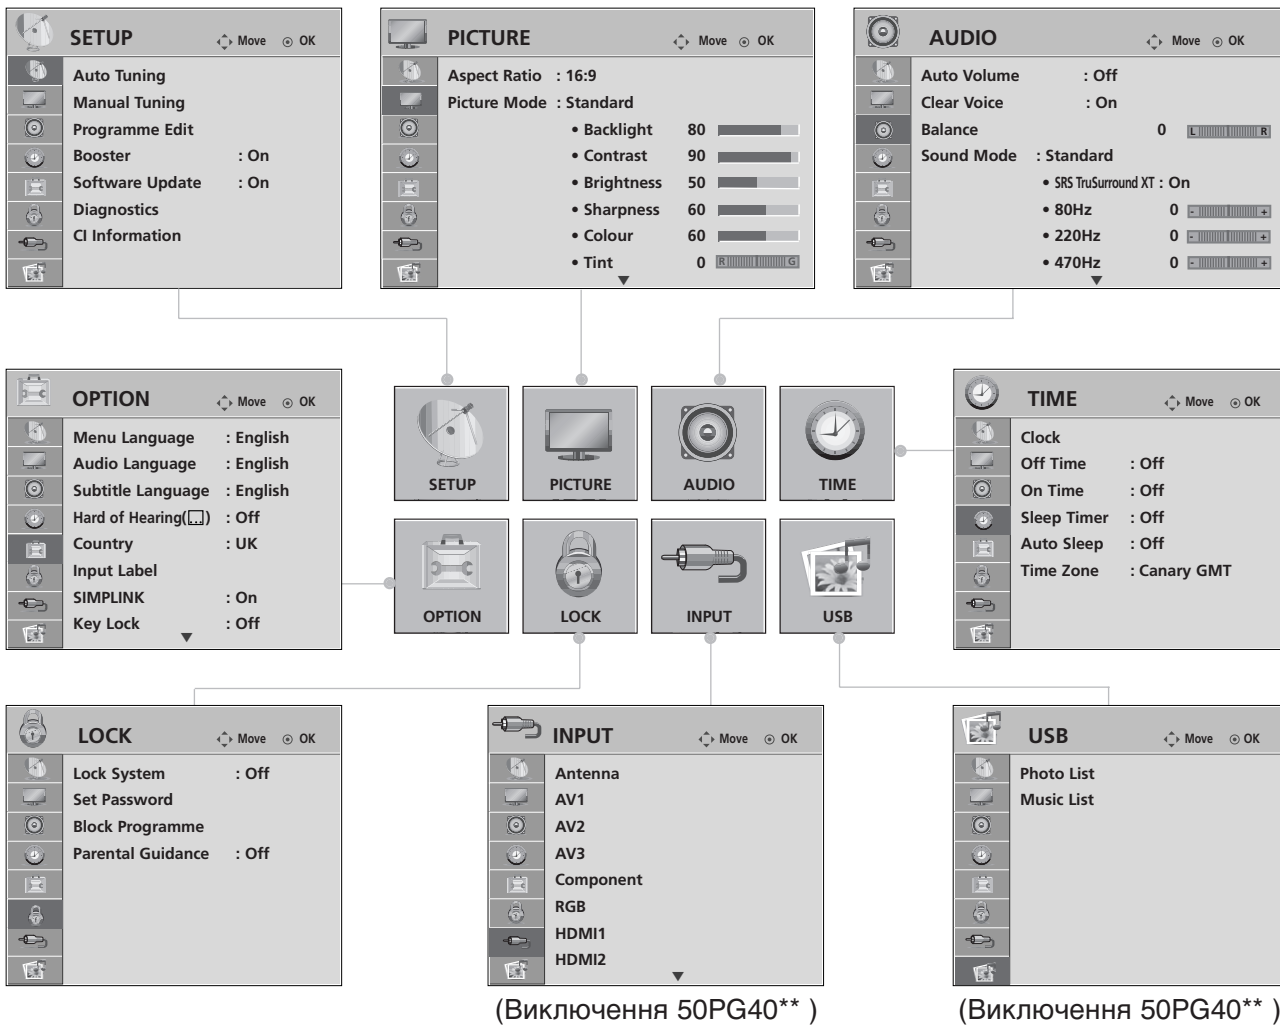 SETUP Move OK
Auto Tuning
Manual Tuning
Programme Edit
Booster : On
Software Update : On
Diagnostics
CI Information
PICTURE Move OK
Aspect Ratio : 16:9
Picture Mode : Standard
• Backlight 80
• Contrast 90
• Brightness 50
• Sharpness 60
• Colour 60
• Tint 0 R G
AUDIO Move OK
Auto Volume : Off
Clear Voice : On
Balance 0 L R
Sound Mode : Standard
• SRS TruSurround XT : On
• 80Hz 0 - +
• 220Hz 0 - +
• 470Hz 0 - +
OPTION Move OK
Menu Language : English
Audio Language : English
Subtitle Language : English
Hard of Hearing(...) : Off
Country : UK
Input Label
SIMPLINK : On
Key Lock : Off
SETUP
PICTURE
AUDIO
TIME
OPTION
LOCK
INPUT
USB
TIME Move OK
Clock
Off Time : Off
On Time : Off
Sleep Timer : Off
Auto Sleep : Off
Time Zone : Canary GMT
LOCK Move OK
Lock System : Off
Set Password
Block Programme
Parental Guidance : Off
INPUT Move OK
Antenna
AV1
AV2
AV3
Component
RGB
HDMI1
HDMI2
(Виключення 50PG40** )
USB Move OK
Photo List
Music List
(Виключення 50PG40** )